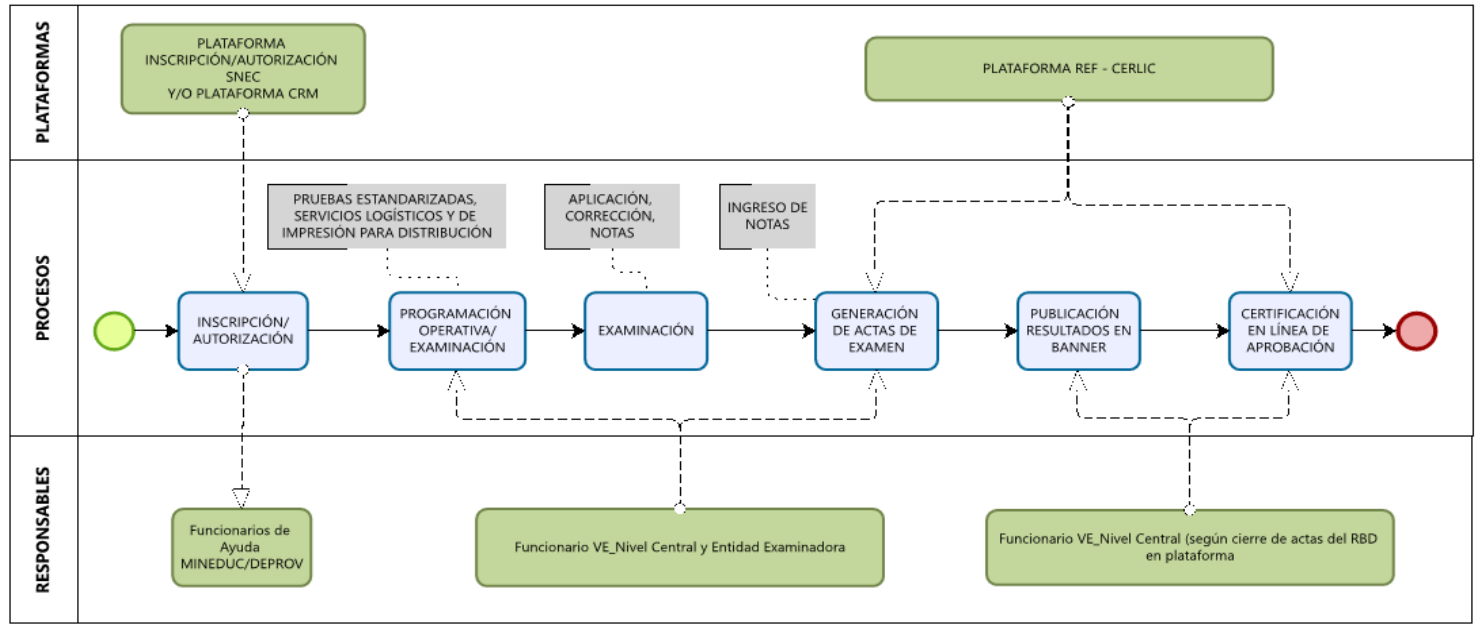 PLATAFORMAS
PLATAFORMA
INSCRIPCIÓN/AUTORIZACIÓN
SNEC
Y/O PLATAFORMA CRM
PLATAFORMA REF - CERLIC
PROCESOS
PRUEBAS ESTANDARIZADAS,
SERVICIOS LOGÍSTICOS Y DE
IMPRESIÓN PARA DISTRIBUCIÓN
APLICACIÓN,
CORRECCIÓN,
NOTAS
INGRESO DE
NOTAS
INSCRIPCIÓN/
AUTORIZACIÓN
PROGRAMACIÓN
OPERATIVA/
EXAMINACIÓN
EXAMINACIÓN
GENERACIÓN
DE ACTAS DE
EXAMEN
PUBLICACIÓN
RESULTADOS EN
BANNER
CERTIFICACIÓN
EN LÍNEA DE
APROBACIÓN
RESPONSABLES
Funcionarios de
Ayuda
MINEDUC/DEPROV
Funcionario VE_Nivel Central y Entidad Examinadora
Funcionario VE_Nivel Central (según cierre de actas del RBD
en plataforma